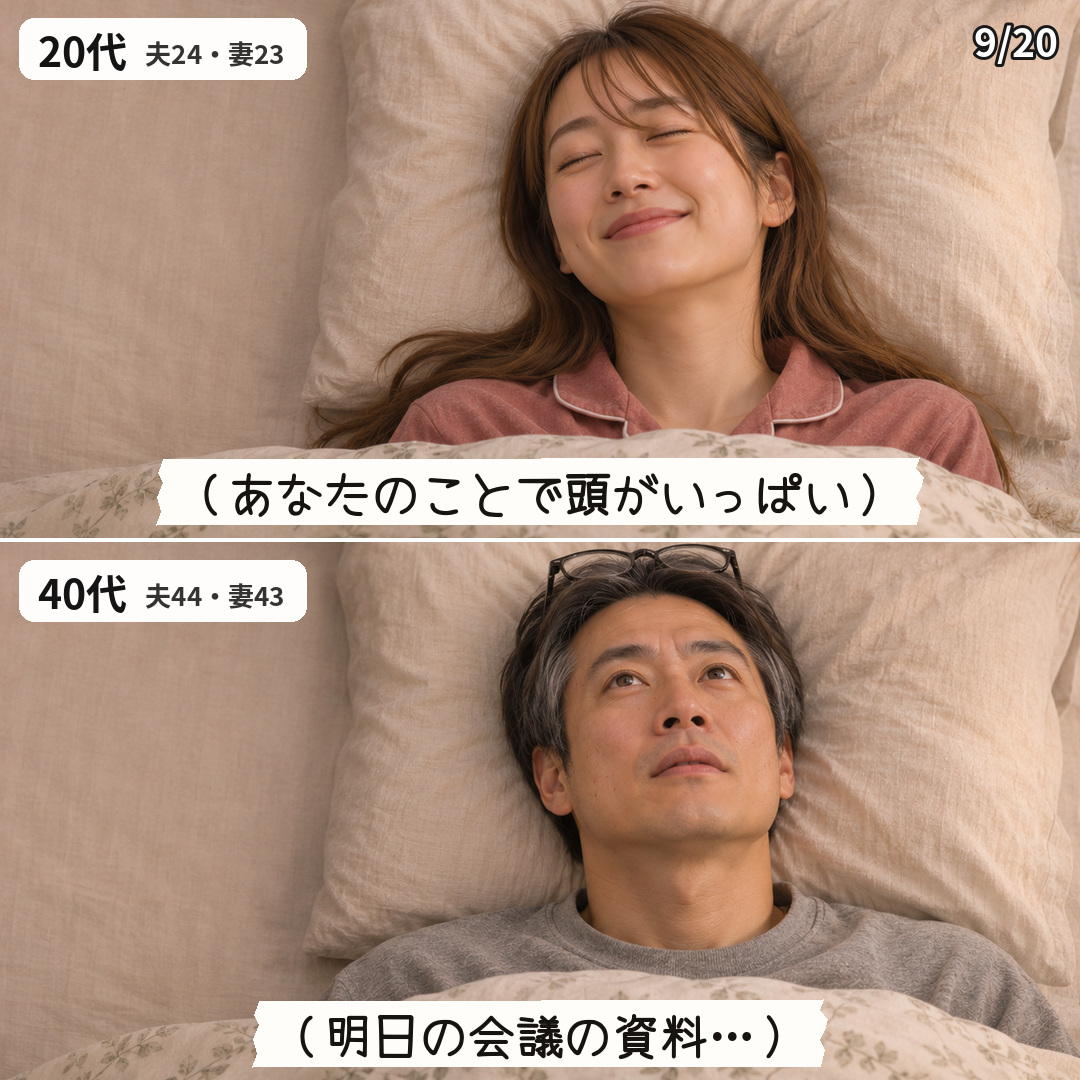 20代 夫24・妻23
9/20
（あなたのことで頭がいっぱい）
40代 夫44・妻43
（明日の会議の資料…）